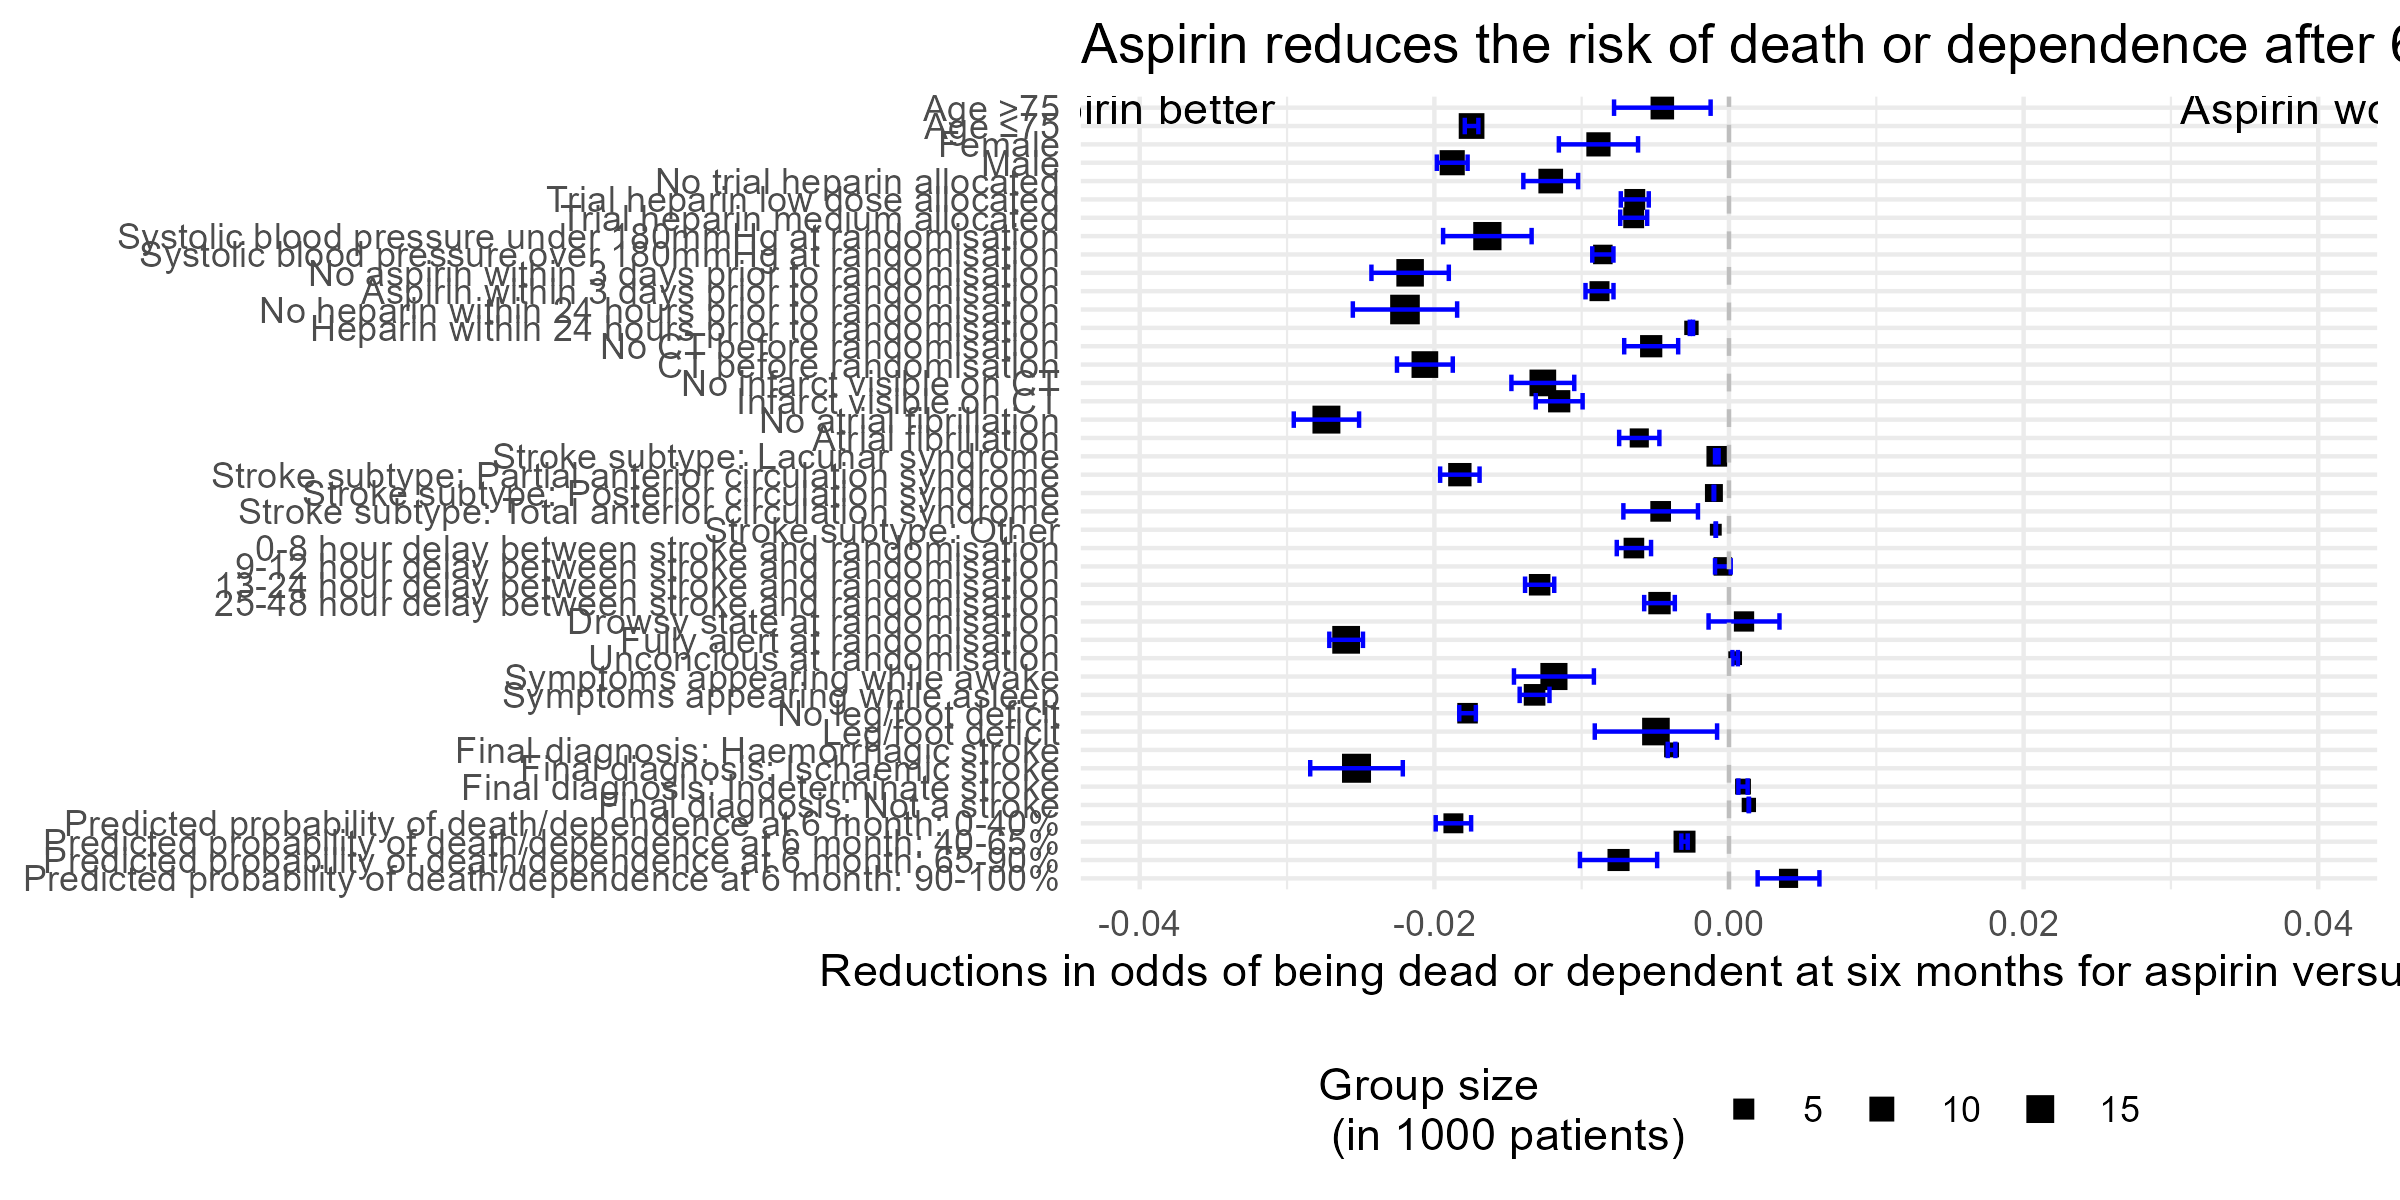 Aspirin reduces the risk of death or dependence after 6
irin better
Aspirin wo
Age ≥75
Age ≤75
Female
Male
No trial heparin allocated
Trial heparin low dose allocated
Trial heparin medium allocated
Systolic blood pressure under 180mmHg at randomisation
Systolic blood pressure over 180mmHg at randomisation
No aspirin within 3 days prior to randomisation
Aspirin within 3 days prior to randomisation
No heparin within 24 hours prior to randomisation
Heparin within 24 hours prior to randomisation
No CT before randomisation
CT before randomisation
No infarct visible on CT
Infarct visible on CT
No atrial fibrillation
Atrial fibrillation
Stroke subtype: Lacunar syndrome
Stroke subtype: Partial anterior circulation syndrome
Stroke subtype: Posterior circulation syndrome
Stroke subtype: Total anterior circulation syndrome
Stroke subtype: Other
0-8 hour delay between stroke and randomisation
9-12 hour delay between stroke and randomisation
13-24 hour delay between stroke and randomisation
25-48 hour delay between stroke and randomisation
Drowsy state at randomisation
Fully alert at randomisation
Unconcious at randomisation
Symptoms appearing while awake
Symptoms appearing while asleep
No leg/foot deficit
Leg/foot deficit
Final diagnosis: Haemorrhagic stroke
Final diagnosis: Ischaemic stroke
Final diagnosis: Indeterminate stroke
Final diagnosis: Not a stroke
Predicted probability of death/dependence at 6 month: 0-40%
Predicted probability of death/dependence at 6 month: 40-65%
Predicted probability of death/dependence at 6 month: 65-90%
Predicted probability of death/dependence at 6 month: 90-100%
-0.04 -0.02 0.00 0.02 0.04
Reductions in odds of being dead or dependent at six months for aspirin versu
Group size
(in 1000 patients)
5 10 15